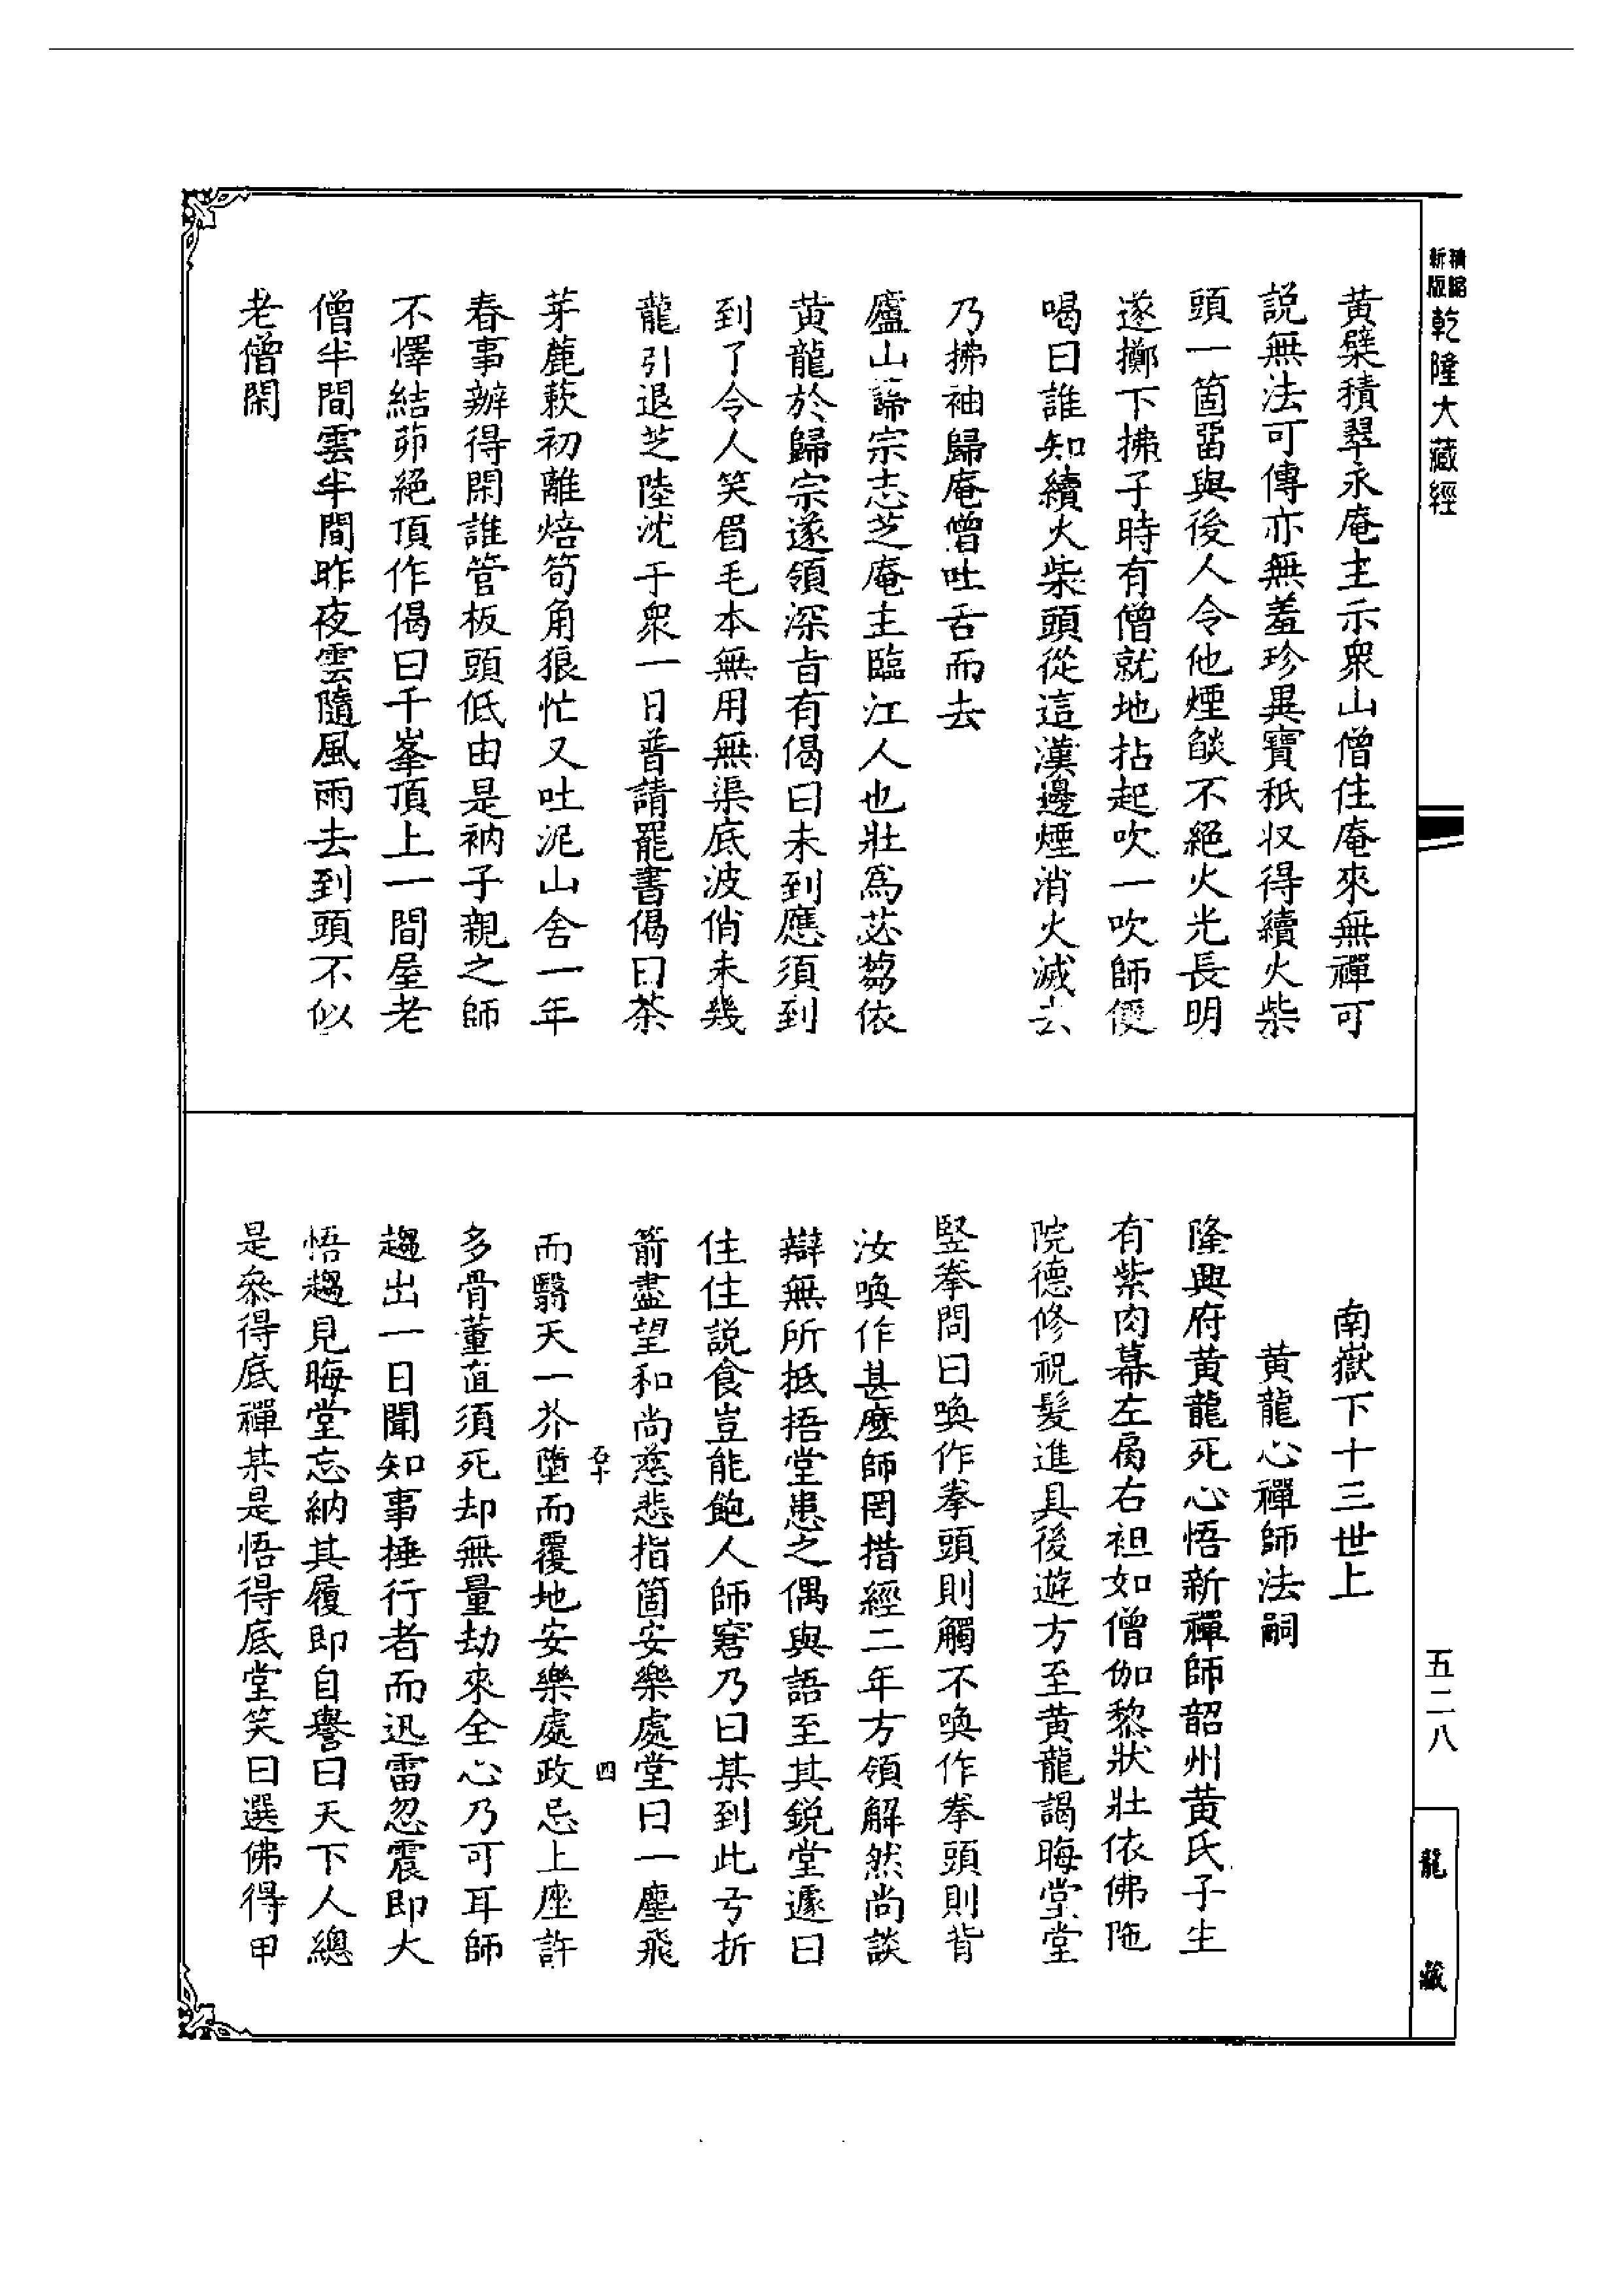 精縮新版乾隆大藏經
黃檗積翠永庵主示衆山僧住庵來無禪可
説無法可傳亦無羞珍異寶秖収得續火柴
頭一箇畱與後人令他煙燄不絕火光長明
遂擲下拂子時有僧就地拈起吹一吹師便
喝曰誰知續火柴頭從這漢邊煙消火滅去
乃拂袖歸庵僧吐舌而去
廬山歸宗志芝庵主臨江人也壯爲苾芻依
黃龍於歸宗遂領深旨有偈曰未到應須到
到了令人笑眉毛本無用無渠底波俏未幾
龍引退芝陸沈于衆一日普請罷書偈曰茶
芽蔍蔌初離焙筍角狼忙又吐泥山舍一年
春事辦得閑誰管板頭低由是衲子親之師
不懌結茆絕頂作偈曰千峯頂上一間屋老
僧半間雲半間昨夜雲隨風雨去到頭不似
老僧閑
南嶽下十三世上
黃龍心禪師法嗣
隆興府黃龍死心悟新禪師韶州黃氏子生
有紫肉幕左肩右袒如僧伽黎狀壯依佛陁
院德修祝髮進具後遊方至黃龍謁晦堂堂
竪拳問曰喚作拳頭則觸不喚作拳頭則背
汝喚作甚麼師罔措經二年方領解然尚談
辯無所抵捂堂患之偶與語至其銳堂遽曰
住住説食豈能飽人師窘乃曰某到此弓折
箭盡望和尚慈悲指箇安樂處堂曰一塵飛
五十 四
而翳天一芥墮而覆地安樂處政忌上座許
多骨董直須死却無量劫來全心乃可耳師
趨出一日聞知事捶行者而迅雷忽震即大
悟趨見晦堂忘納其履即自譽曰天下人總
是叅得底禪某是悟得底堂笑曰選佛得甲
五二八
龍藏